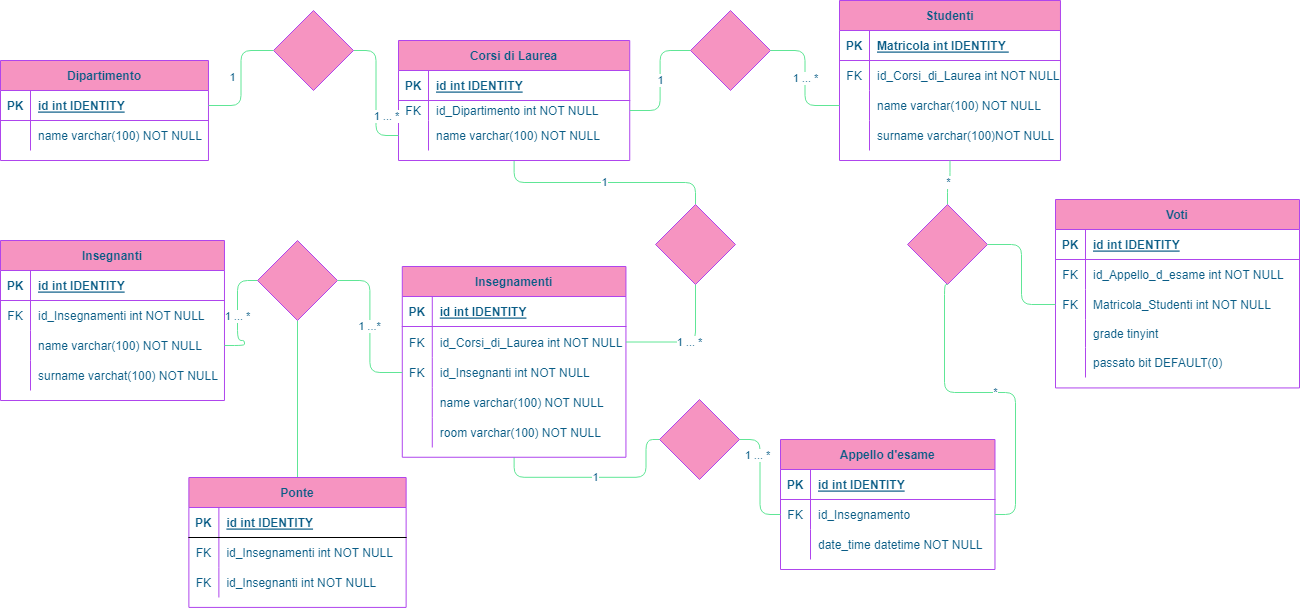 Dipartimento
PK id int IDENTITY
name varchar(100) NOT NULL
1
1 ... *
Corsi di Laurea
PK id int IDENTITY
FK id_Dipartimento int NOT NULL
name varchar(100) NOT NULL
1
1 ... *
Studenti
PK Matricola int IDENTITY
FK id_Corsi_di_Laurea int NOT NULL
name varchar(100) NOT NULL
surname varchar(100)NOT NULL
1
*
Voti
PK id int IDENTITY
FK id_Appello_d_esame int NOT NULL
FK Matricola_Studenti int NOT NULL
grade tinyint
passato bit DEFAULT(0)
Insegnanti
PK id int IDENTITY
FK id_Insegnamenti int NOT NULL
name varchar(100) NOT NULL
surname varchat(100) NOT NULL
1 ... *
1 ...*
Insegnamenti
PK id int IDENTITY
FK id_Corsi_di_Laurea int NOT NULL
FK id_Insegnanti int NOT NULL
name varchar(100) NOT NULL
room varchar(100) NOT NULL
1 ... *
*
1
1 ... *
Appello d'esame
PK id int IDENTITY
FK id_Insegnamento
date_time datetime NOT NULL
Ponte
PK id int IDENTITY
FK id_Insegnamenti int NOT NULL
FK id_Insegnanti int NOT NULL